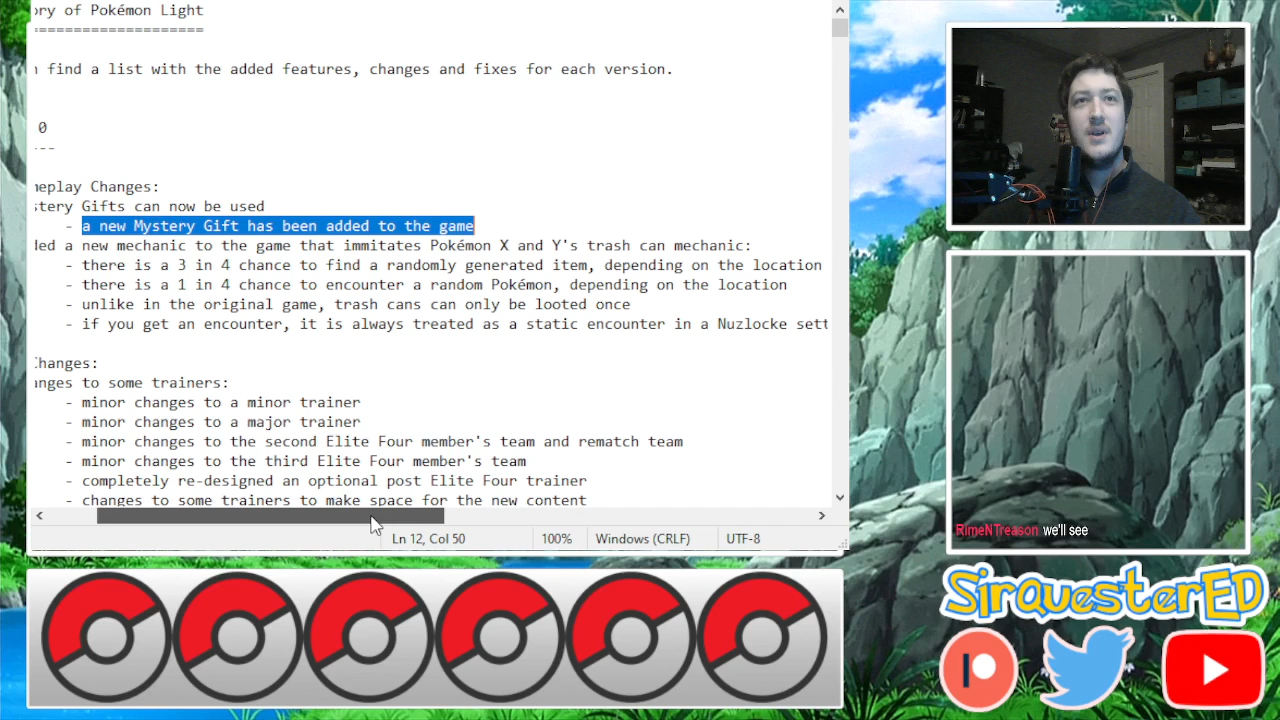 ory of Pokémon Light
===================
n find a list with the added features, changes and fixes for each version.
0
---
meplay Changes:
stery Gifts can now be used
- a new Mystery Gift has been added to the game
ded a new mechanic to the game that immitates Pokémon X and Y's trash can mechanic:
- there is a 3 in 4 chance to find a randomly generated item, depending on the location
- there is a 1 in 4 chance to encounter a random Pokémon, depending on the location
- unlike in the original game, trash cans can only be looted once
- if you get an encounter, it is always treated as a static encounter in a Nuzlocke sett
Changes:
anges to some trainers:
- minor changes to a minor trainer
- minor changes to a major trainer
- minor changes to the second Elite Four member's team and rematch team
- minor changes to the third Elite Four member's team
- completely re-designed an optional post Elite Four trainer
- changes to some trainers to make space for the new content
Ln 12, Col 50 100% Windows (CRLF) UTF-8
RimeNTreason we'll see
SirquesterED